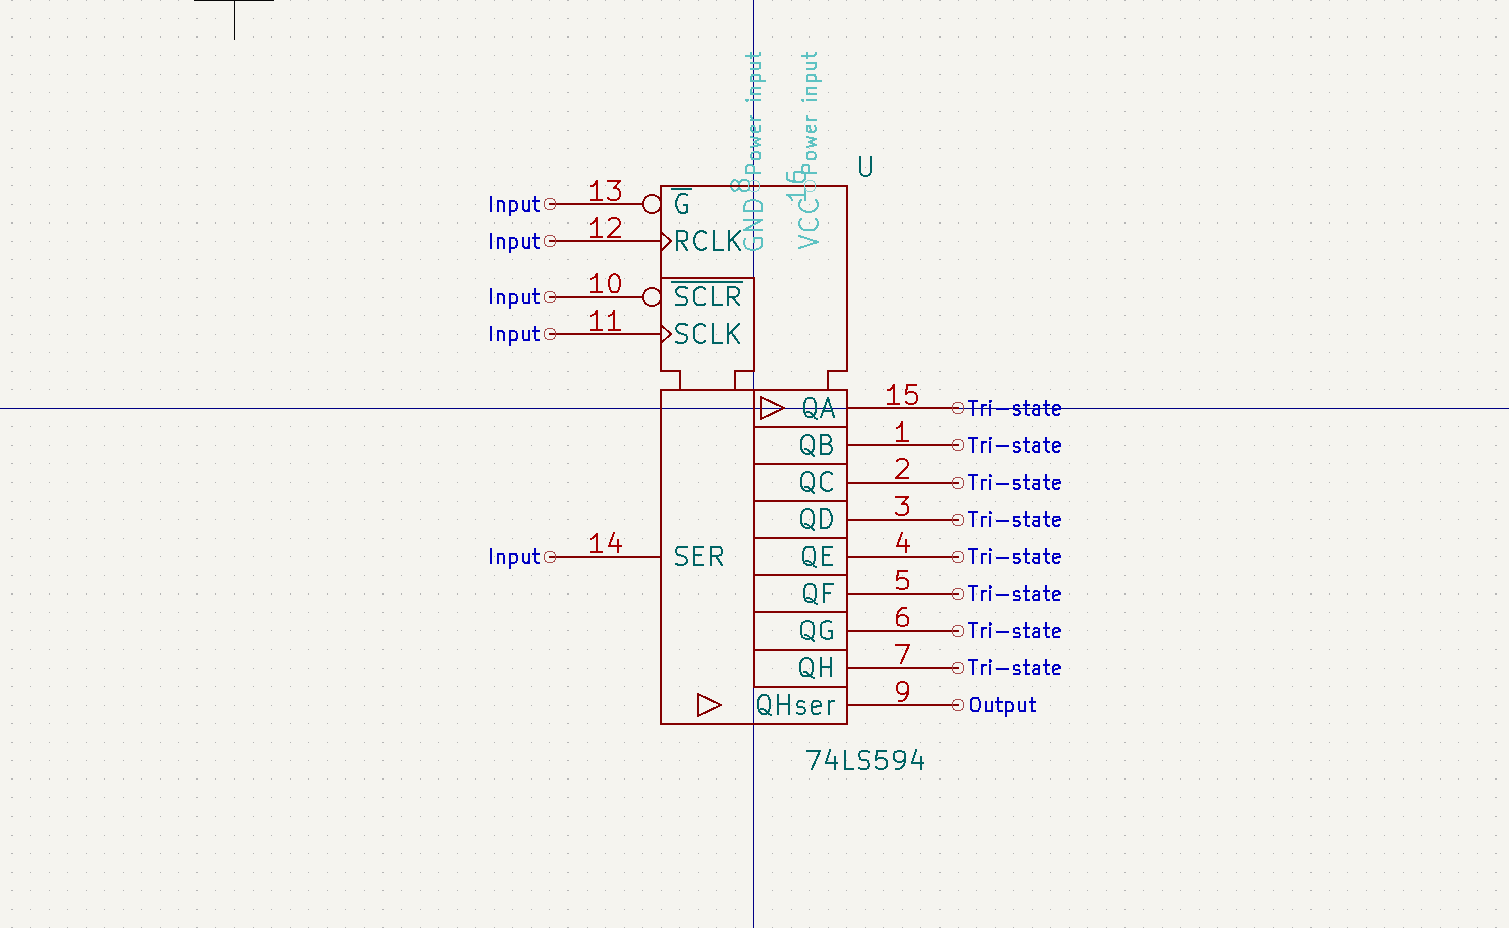 Power input
Power input
8
16
GND
VCC
U
Input 13 G
Input 12 RCLK
Input 10 SCLR
Input 11 SCLK
QA 15 Tri-state
QB 1 Tri-state
QC 2 Tri-state
QD 3 Tri-state
Input 14 SER QE 4 Tri-state
QF 5 Tri-state
QG 6 Tri-state
QH 7 Tri-state
QHser 9 Output
74LS594